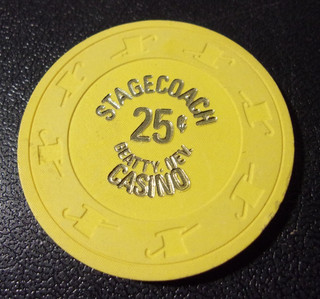 STAGECOACH
25¢
BEATTY, NEV.
CASINO